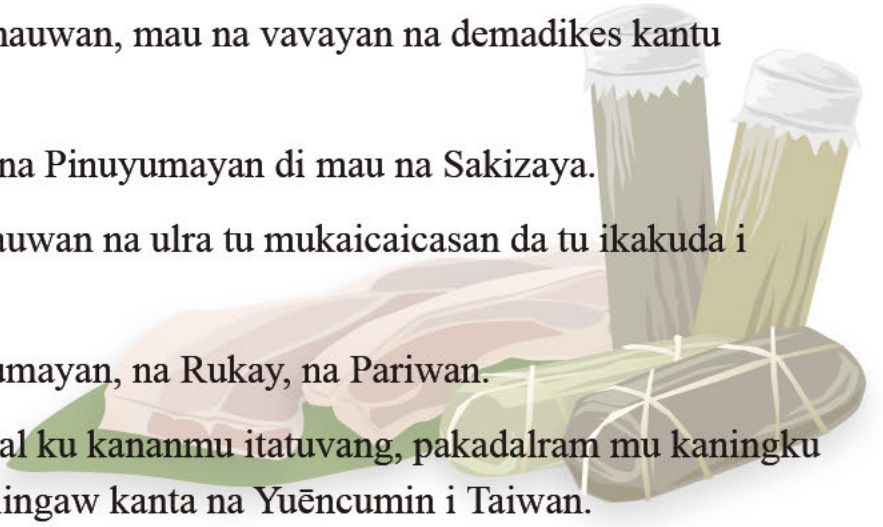 nauwan, mau na vavayan na demadikes kantu
na Pinuyumayan di mau na Sakizaya.
auwan na ulra tu mukaicaicasan da tu ikakuda i
umayan, na Rukay, na Pariwan.
al ku kananmu itatuvang, pakadalram mu kaningku
ingaw kanta na Yuēncumin i Taiwan.